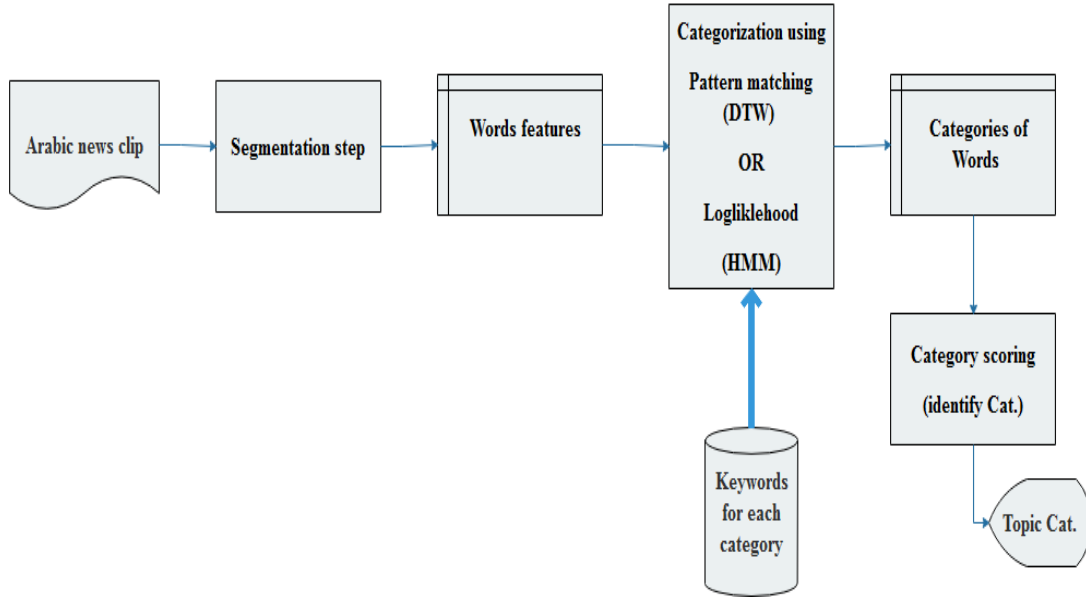 Arabic news clip
Segmentation step
Words features
Categorization using
Pattern matching
(DTW)
OR
Logliklehood
(HMM)
Categories of
Words
Category scoring
(identify Cat.)
Keywords
for each
category
Topic Cat.